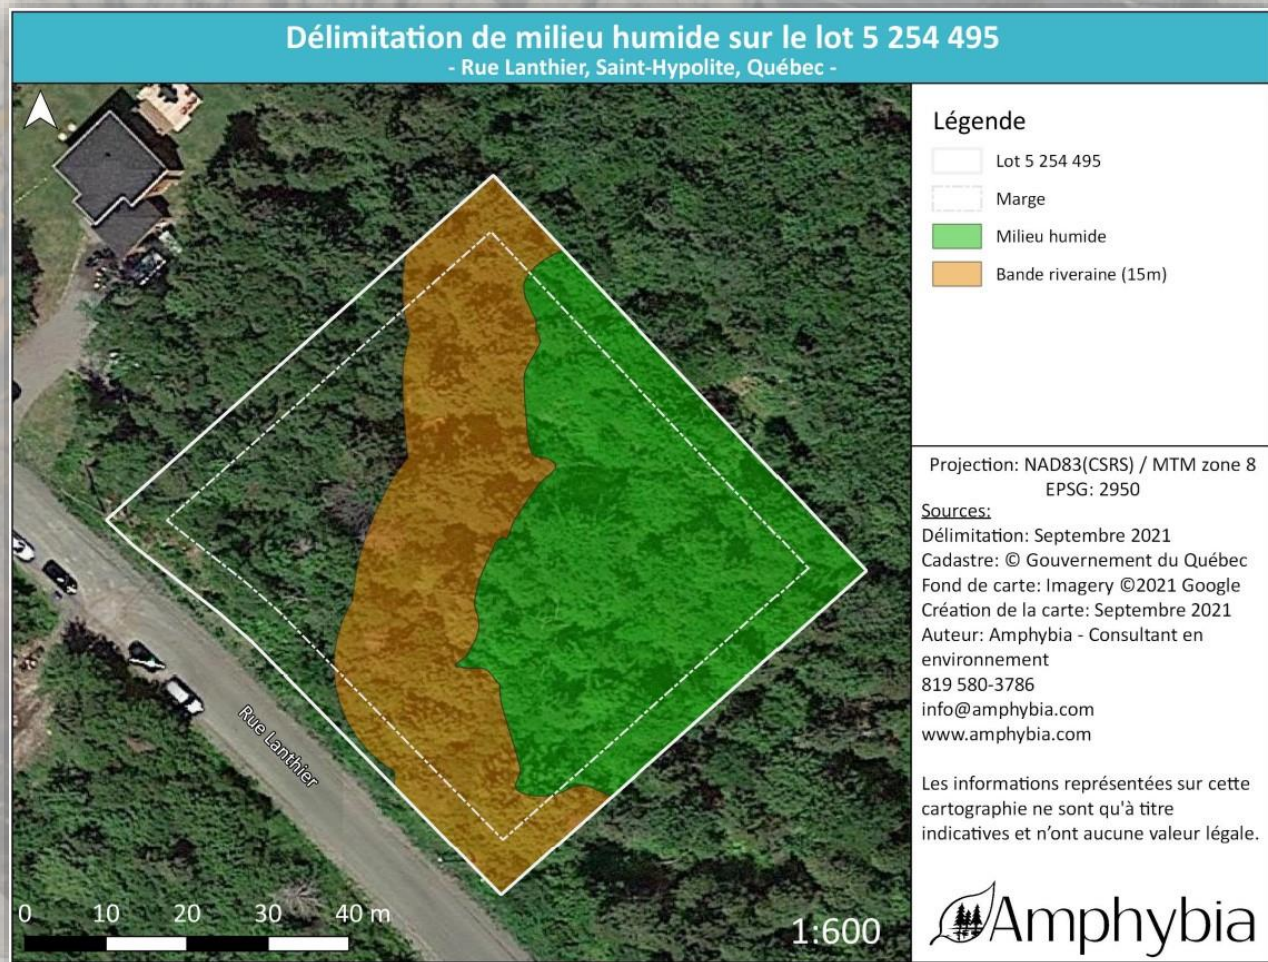 Délimitation de milieu humide sur le lot 5 254 495
- Rue Lanthier, Saint-Hypolite, Québec -
Légende
Lot 5 254 495
Marge
Milieu humide
Bande riveraine (15m)
Projection: NAD83(CSRS) / MTM zone 8
EPSG: 2950
Sources:
Délimitation: Septembre 2021
Cadastre: © Gouvernement du Québec
Fond de carte: Imagery ©2021 Google
Création de la carte: Septembre 2021
Auteur: Amphybia - Consultant en
environnement
819 580-3786
info@amphybia.com
www.amphybia.com
Les informations représentées sur cette
cartographie ne sont qu'à titre
indicatives et n'ont aucune valeur légale.
Rue Lanthier
0 10 20 30 40 m
1:600
Amphybia